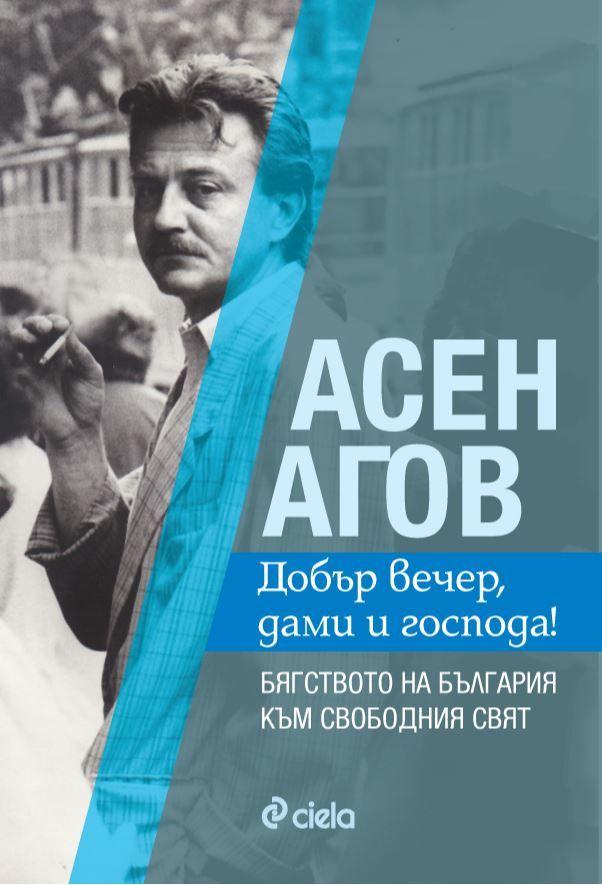 АСЕН
АГОВ
Добър вечер,
дами и господа!
БЯГСТВОТО НА БЪЛГАРИЯ
КЪМ СВОБОДНИЯ СВЯТ
ciela